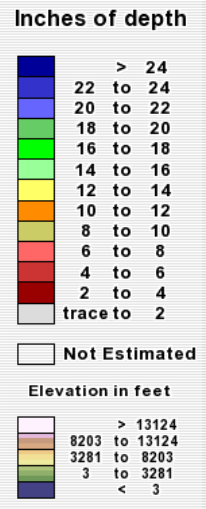 Inches of depth
> 24
22 to 24
20 to 22
18 to 20
16 to 18
14 to 16
12 to 14
10 to 12
8 to 10
6 to 8
4 to 6
2 to 4
trace to 2
Not Estimated
Elevation in feet
> 13124
8203 to 13124
3281 to 8203
3 to 3281
< 3